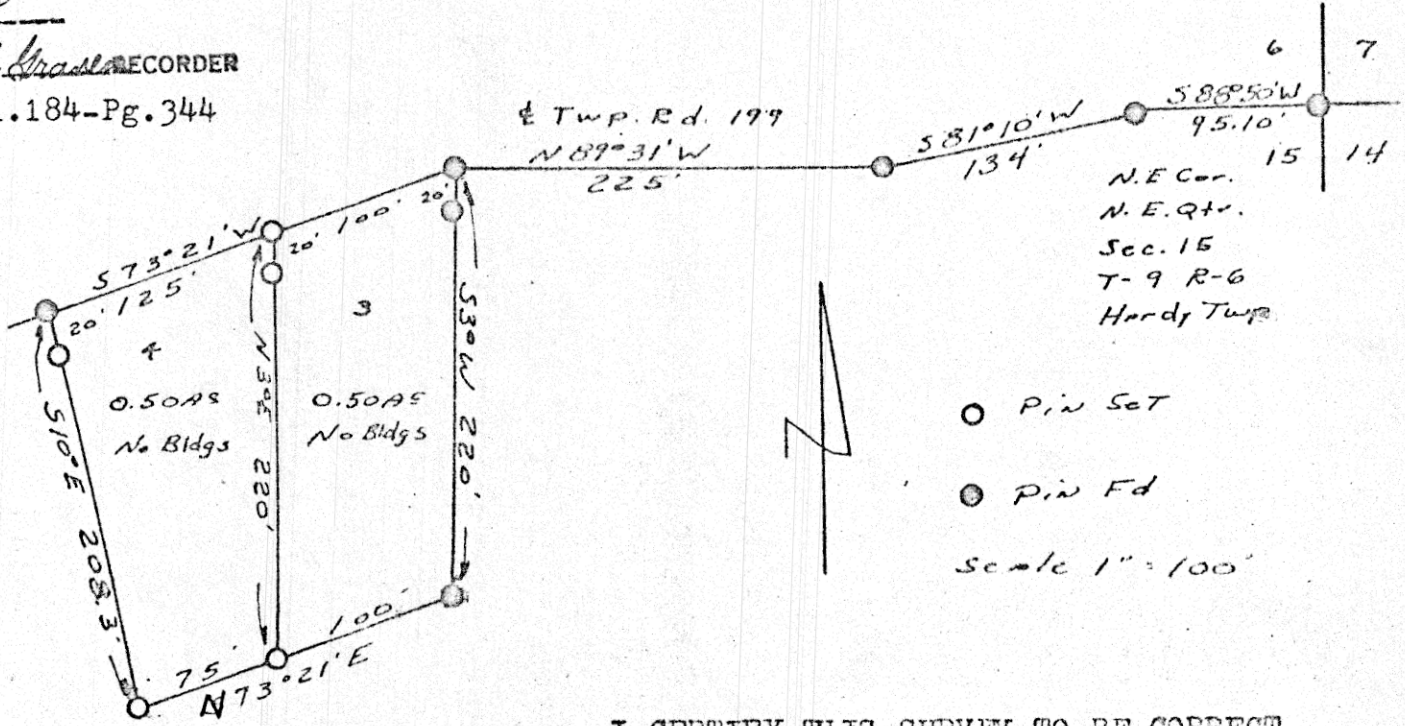 RECORDER
.184-Pg.344
6 7
15 14
S 88°50'W
95.10'
S 81°10'W
134'
℄ Twp. Rd. 199
N 89°31'W
225'
N.E Cor.
N.E. Qtr.
Sec. 15
T-9 R-6
Hardy Twp
20' 100' 20'
S 73°21'W
20' 125'
3
4
0.50 As
No Bldgs
0.50 As
No Bldgs
S 10°E 208.3'
N 3°E 220'
S 3°W 220'
75' 100'
N 73°21'E
Pin Set
Pin Fd
Scale 1" = 100'
I CERTIFY THIS SURVEY TO BE CORRECT